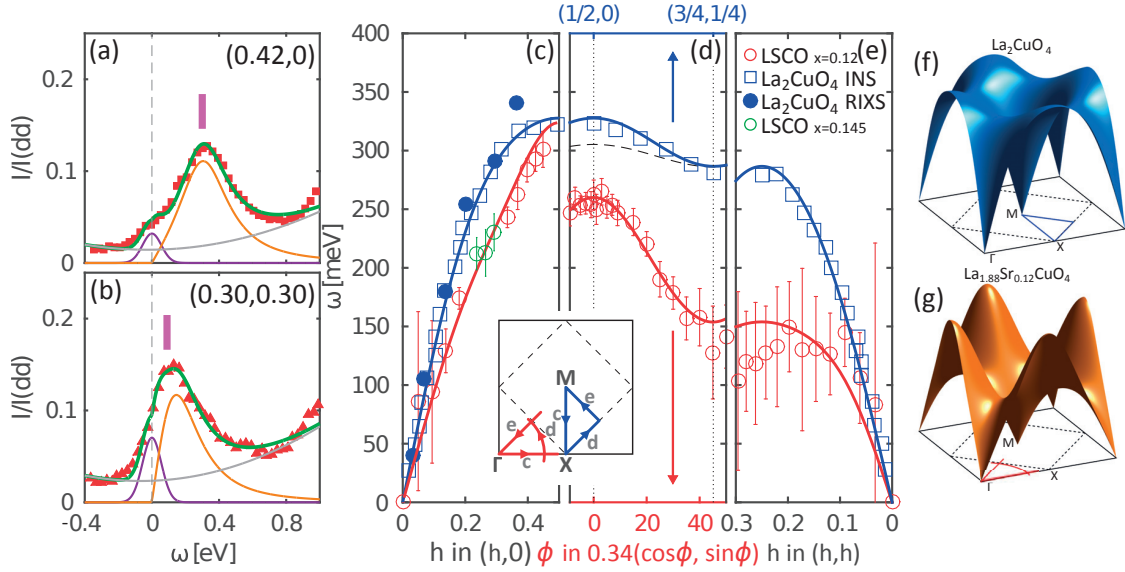 (a)
(0.42,0)
I/I(dd)
0.2
0.1
0
(b)
(0.30,0.30)
I/I(dd)
0.2
0.1
0
-0.4
0
0.4
0.8
ω [eV]
(1/2,0)
(3/4,1/4)
(c)
(d)
(e)
400
350
300
250
200
150
100
50
0
ω [meV]
LSCO x=0.12
La2CuO4 INS
La2CuO4 RIXS
LSCO x=0.145
M
e
c
d
e
d
Γ
c
X
0
0.2
0.4
0
20
40
0.3
0.2
0.1
0
h in (h,0)
ϕ in 0.34(cosϕ, sinϕ)
h in (h,h)
(f)
La2CuO4
M
Γ
X
La1.88Sr0.12CuO4
(g)
M
Γ
X